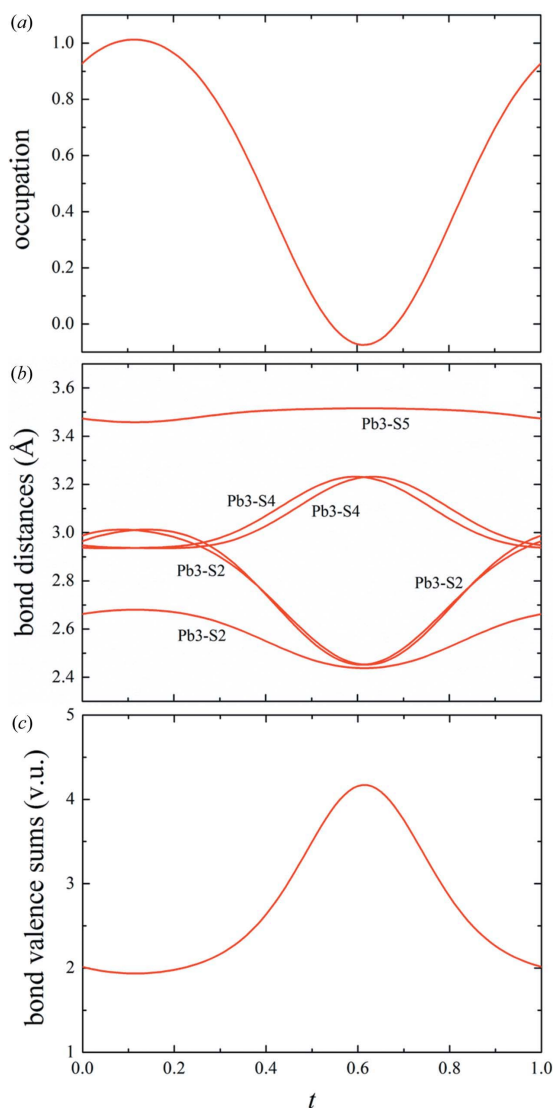 (a)
1.0
0.8
0.6
0.4
0.2
0.0
occupation
(b)
3.6
3.4
3.2
3.0
2.8
2.6
2.4
bond distances (Å)
Pb3-S5
Pb3-S4
Pb3-S4
Pb3-S2
Pb3-S2
Pb3-S2
(c)
5
4
3
2
1
bond valence sums (v.u.)
0.0 0.2 0.4 0.6 0.8 1.0
t